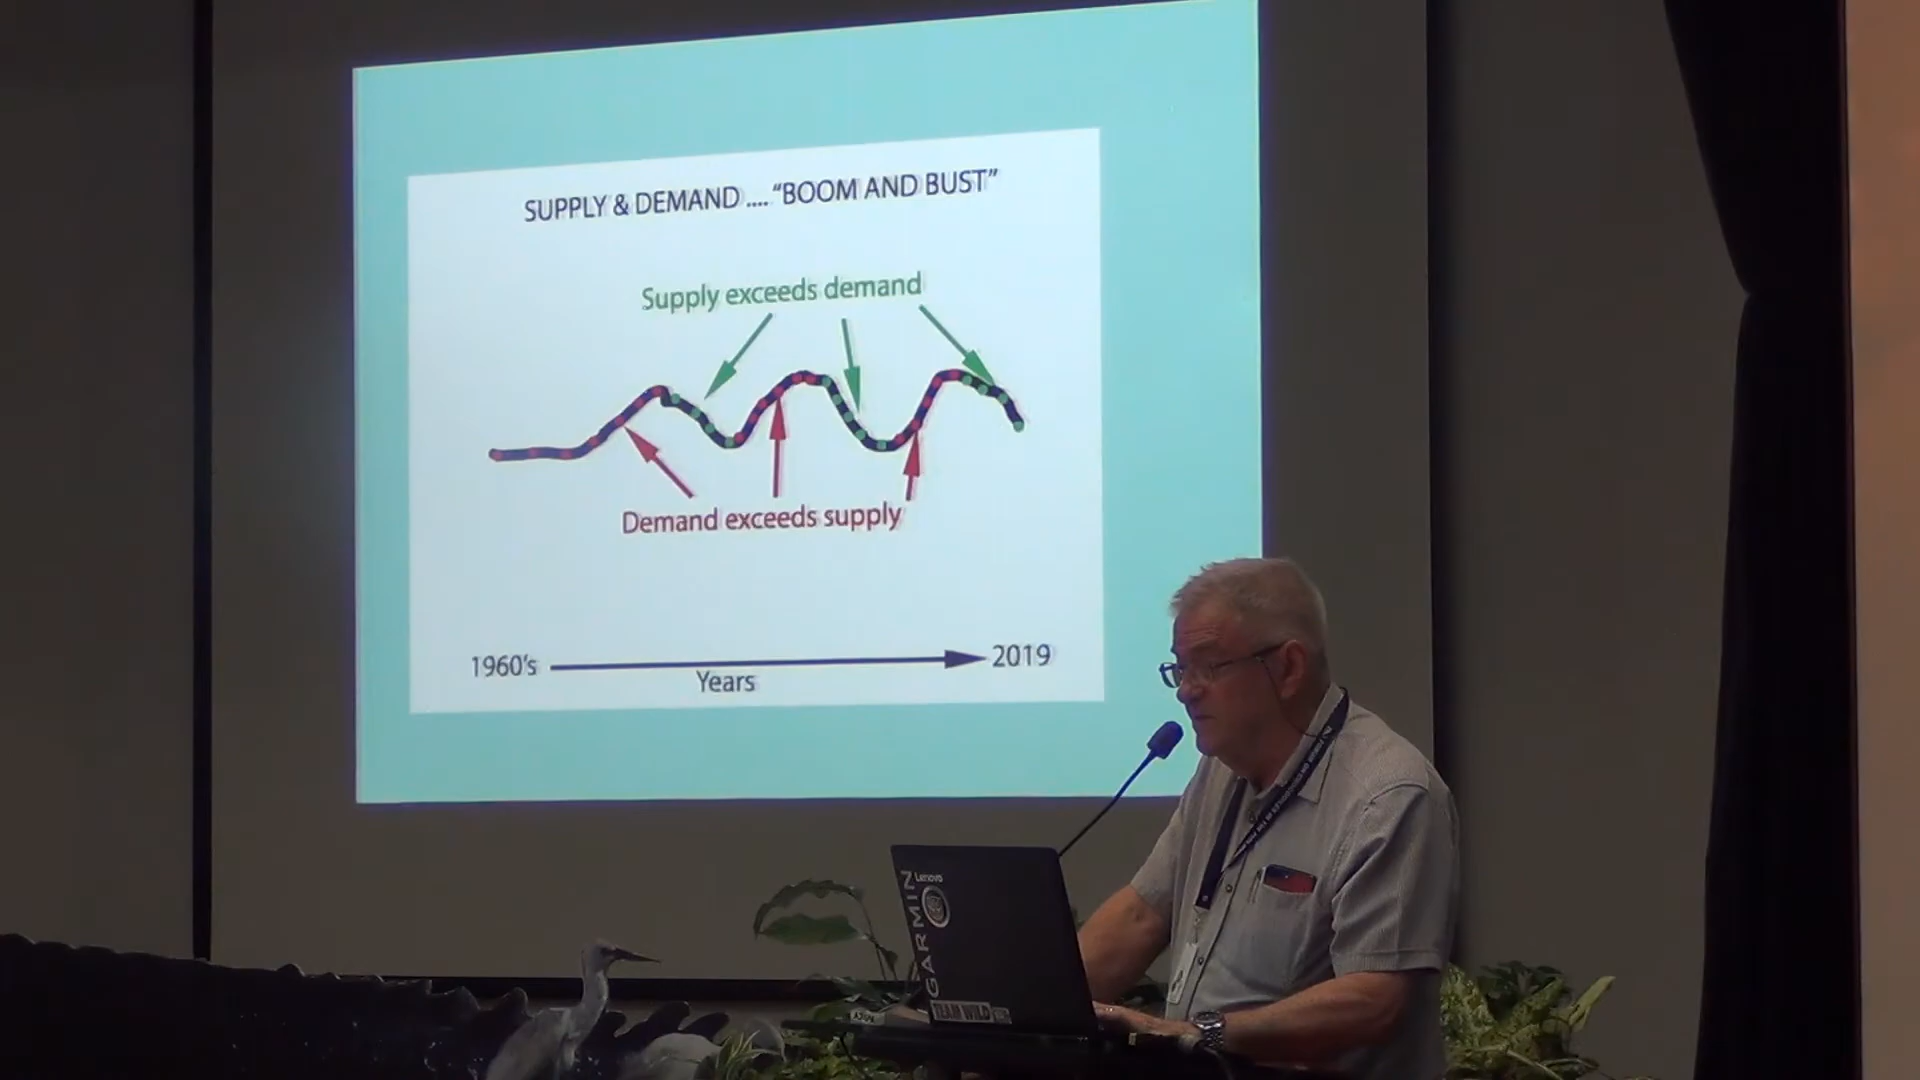 SUPPLY & DEMAND .... “BOOM AND BUST”
Supply exceeds demand
Demand exceeds supply
1960's
2019
Years
Lenovo
GARMIN
TEAM WILD